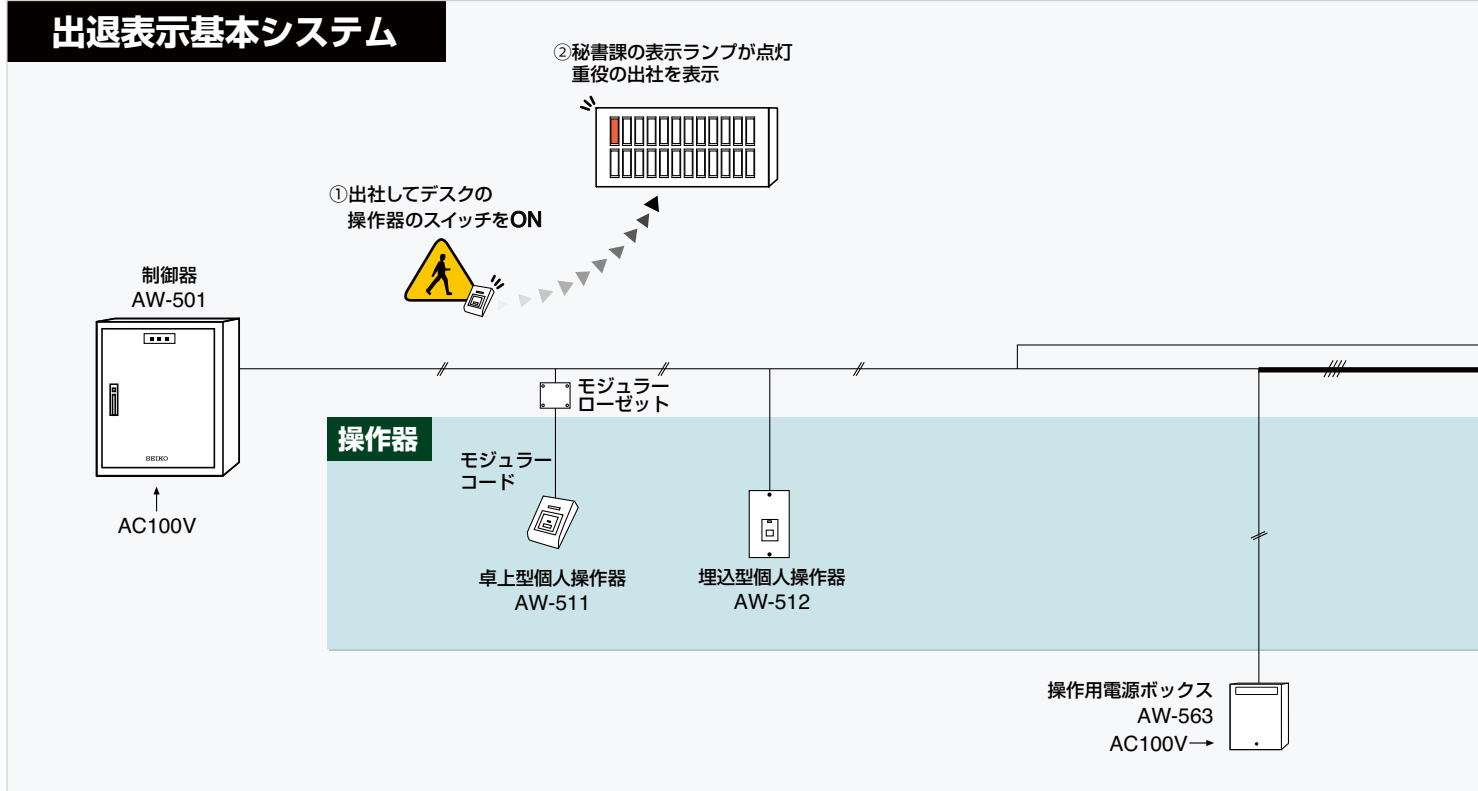 出退表示基本システム
②秘書課の表示ランプが点灯
重役の出社を表示
①出社してデスクの
操作器のスイッチをON
制御器
AW-501
SEIKO
AC100V
モジュラー
ローゼット
操作器
モジュラー
コード
卓上型個人操作器
AW-511
埋込型個人操作器
AW-512
操作用電源ボックス
AW-563
AC100V